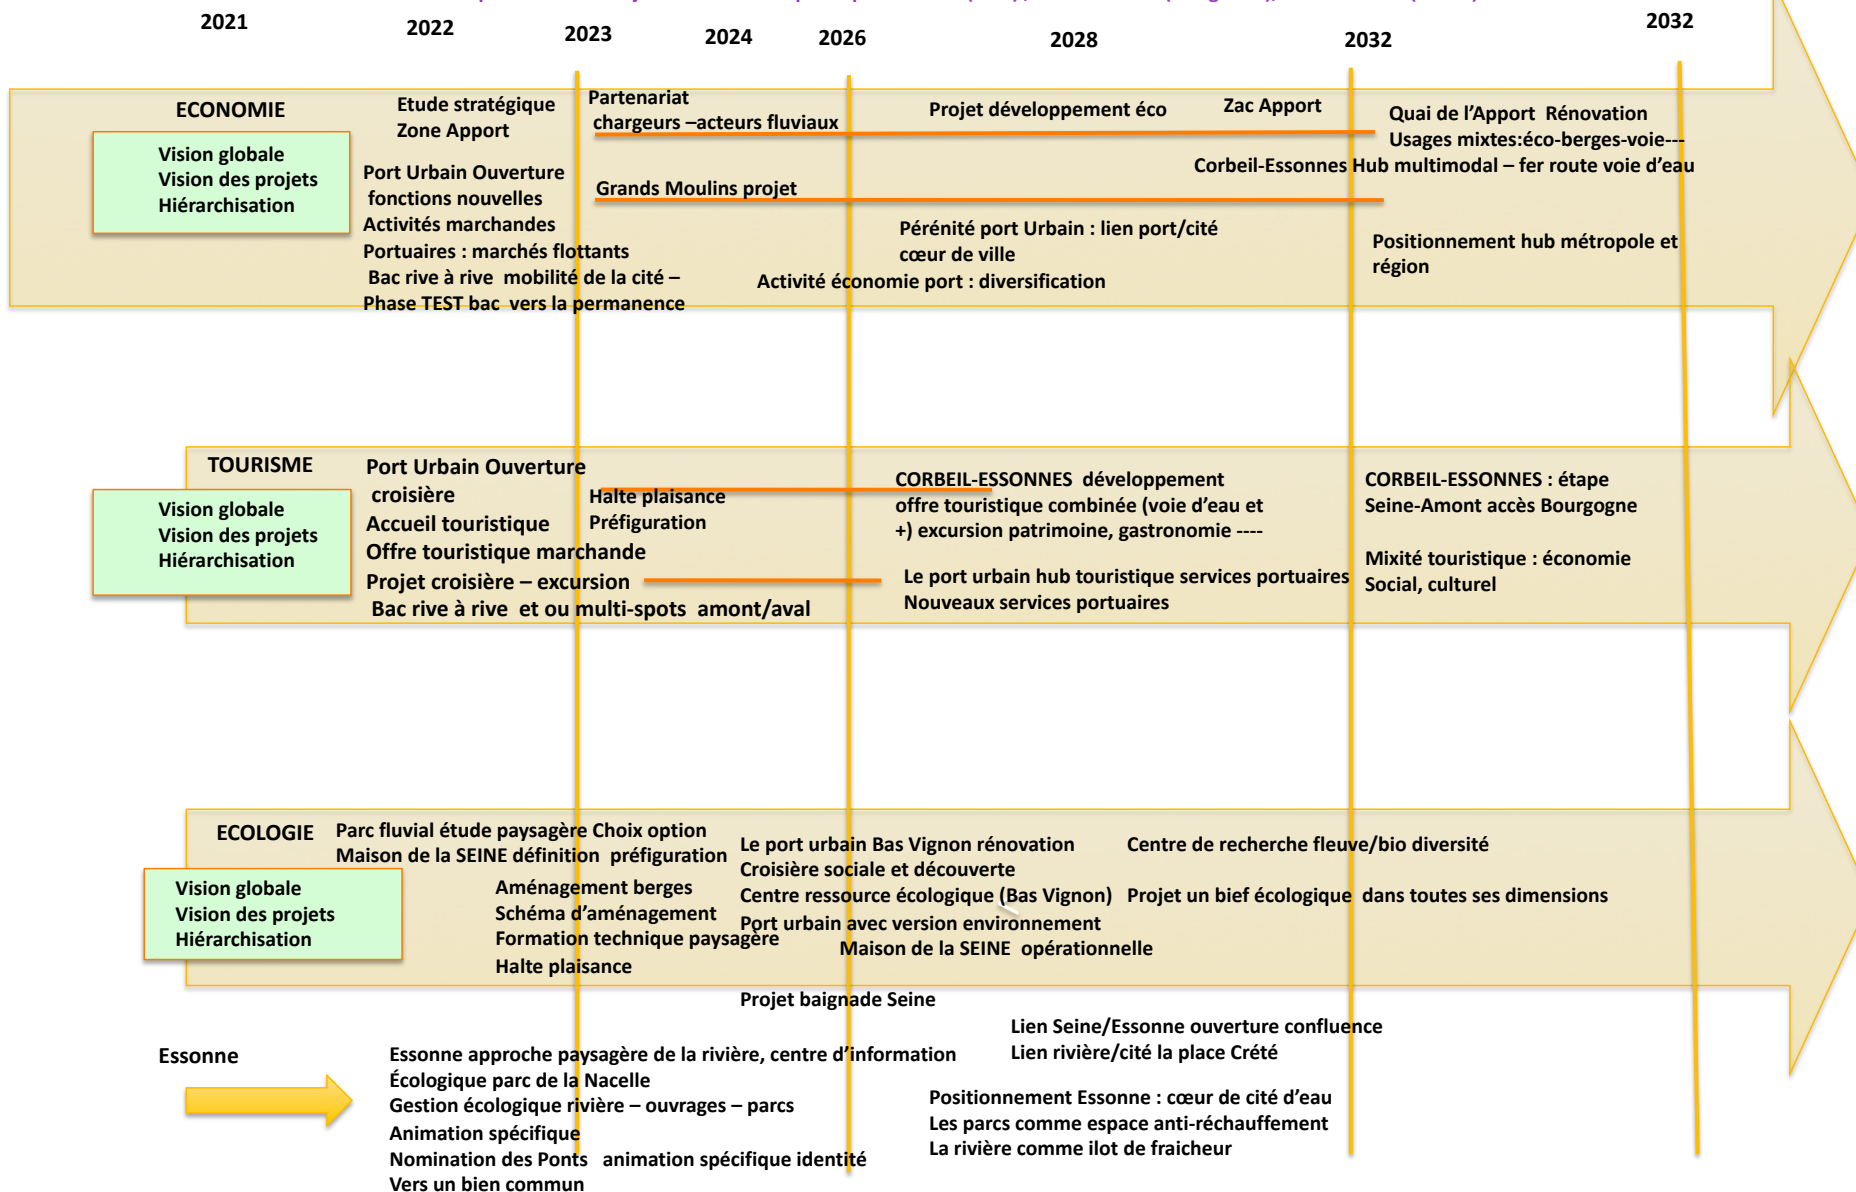 2021
2022
2023
2024
2026
2028
2032
2032
ECONOMIE
Vision globale
Vision des projets
Hiérarchisation
Etude stratégique
Zone Apport
Port Urbain Ouverture
fonctions nouvelles
Activités marchandes
Portuaires : marchés flottants
Bac rive à rive mobilité de la cité –
Phase TEST bac vers la permanence
Partenariat
chargeurs –acteurs fluviaux
Grands Moulins projet
Projet développement éco
Zac Apport
Pérénité port Urbain : lien port/cité
cœur de ville
Activité économie port : diversification
Quai de l’Apport Rénovation
Usages mixtes:éco-berges-voie---
Corbeil-Essonnes Hub multimodal – fer route voie d’eau
Positionnement hub métropole et
région
TOURISME
Vision globale
Vision des projets
Hiérarchisation
Port Urbain Ouverture
croisière
Accueil touristique
Offre touristique marchande
Projet croisière – excursion
Bac rive à rive et ou multi-spots amont/aval
Halte plaisance
Préfiguration
CORBEIL-ESSONNES développement
offre touristique combinée (voie d’eau et
+) excursion patrimoine, gastronomie ----
Le port urbain hub touristique services portuaires
Nouveaux services portuaires
CORBEIL-ESSONNES : étape
Seine-Amont accès Bourgogne
Mixité touristique : économie
Social, culturel
ECOLOGIE
Vision globale
Vision des projets
Hiérarchisation
Parc fluvial étude paysagère Choix option
Maison de la SEINE définition préfiguration
Aménagement berges
Schéma d’aménagement
Formation technique paysagère
Halte plaisance
Le port urbain Bas Vignon rénovation
Croisière sociale et découverte
Centre ressource écologique (Bas Vignon)
Port urbain avec version environnement
Maison de la SEINE opérationnelle
Projet baignade Seine
Centre de recherche fleuve/bio diversité
Projet un bief écologique dans toutes ses dimensions
Essonne
Essonne approche paysagère de la rivière, centre d’information
Écologique parc de la Nacelle
Gestion écologique rivière – ouvrages – parcs
Animation spécifique
Nomination des Ponts animation spécifique identité
Vers un bien commun
Lien Seine/Essonne ouverture confluence
Lien rivière/cité la place Crété
Positionnement Essonne : cœur de cité d’eau
Les parcs comme espace anti-réchauffement
La rivière comme ilot de fraicheur